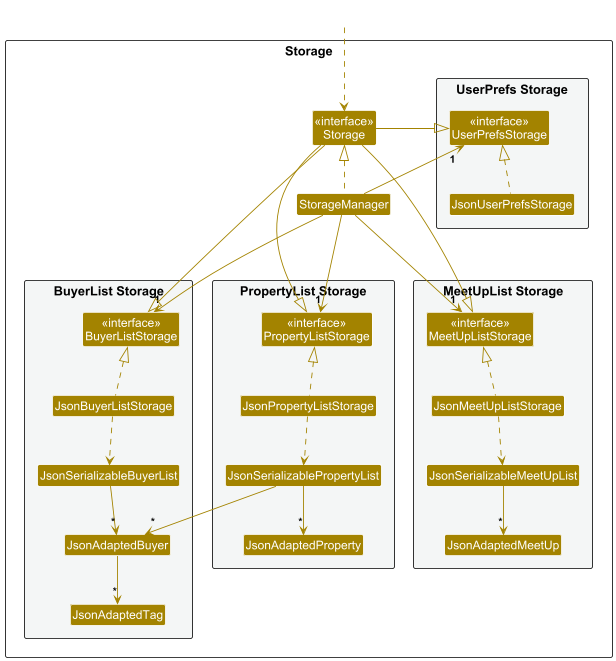 Storage
UserPrefs Storage
«interface»
Storage
«interface»
UserPrefsStorage
1
StorageManager
JsonUserPrefsStorage
BuyerList Storage
PropertyList Storage
MeetUpList Storage
1
1
1
«interface»
BuyerListStorage
«interface»
PropertyListStorage
«interface»
MeetUpListStorage
JsonBuyerListStorage
JsonPropertyListStorage
JsonMeetUpListStorage
JsonSerializableBuyerList
JsonSerializablePropertyList
JsonSerializableMeetUpList
*
*
*
*
JsonAdaptedBuyer
JsonAdaptedProperty
JsonAdaptedMeetUp
*
JsonAdaptedTag